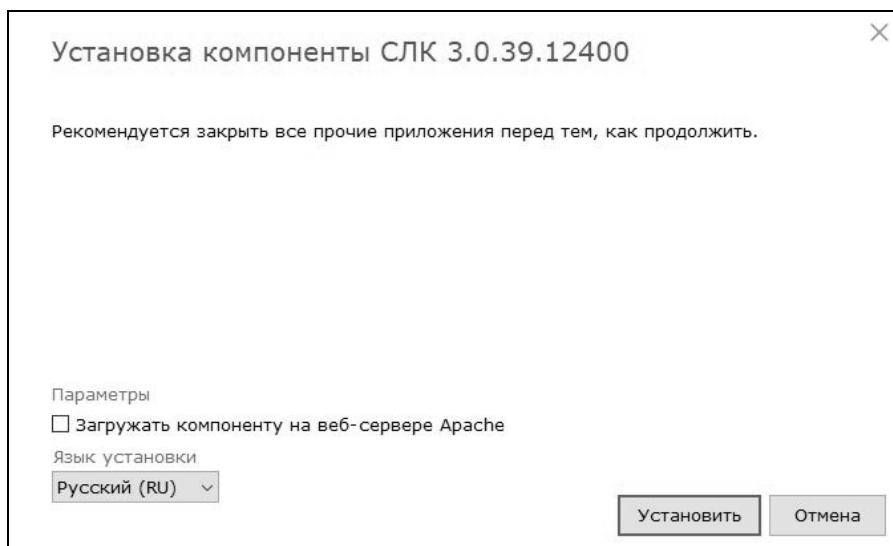 Установка компоненты СЛК 3.0.39.12400
Рекомендуется закрыть все прочие приложения перед тем, как продолжить.
Параметры
Загружать компоненту на веб-сервере Apache
Язык установки
Русский (RU)
Установить
Отмена